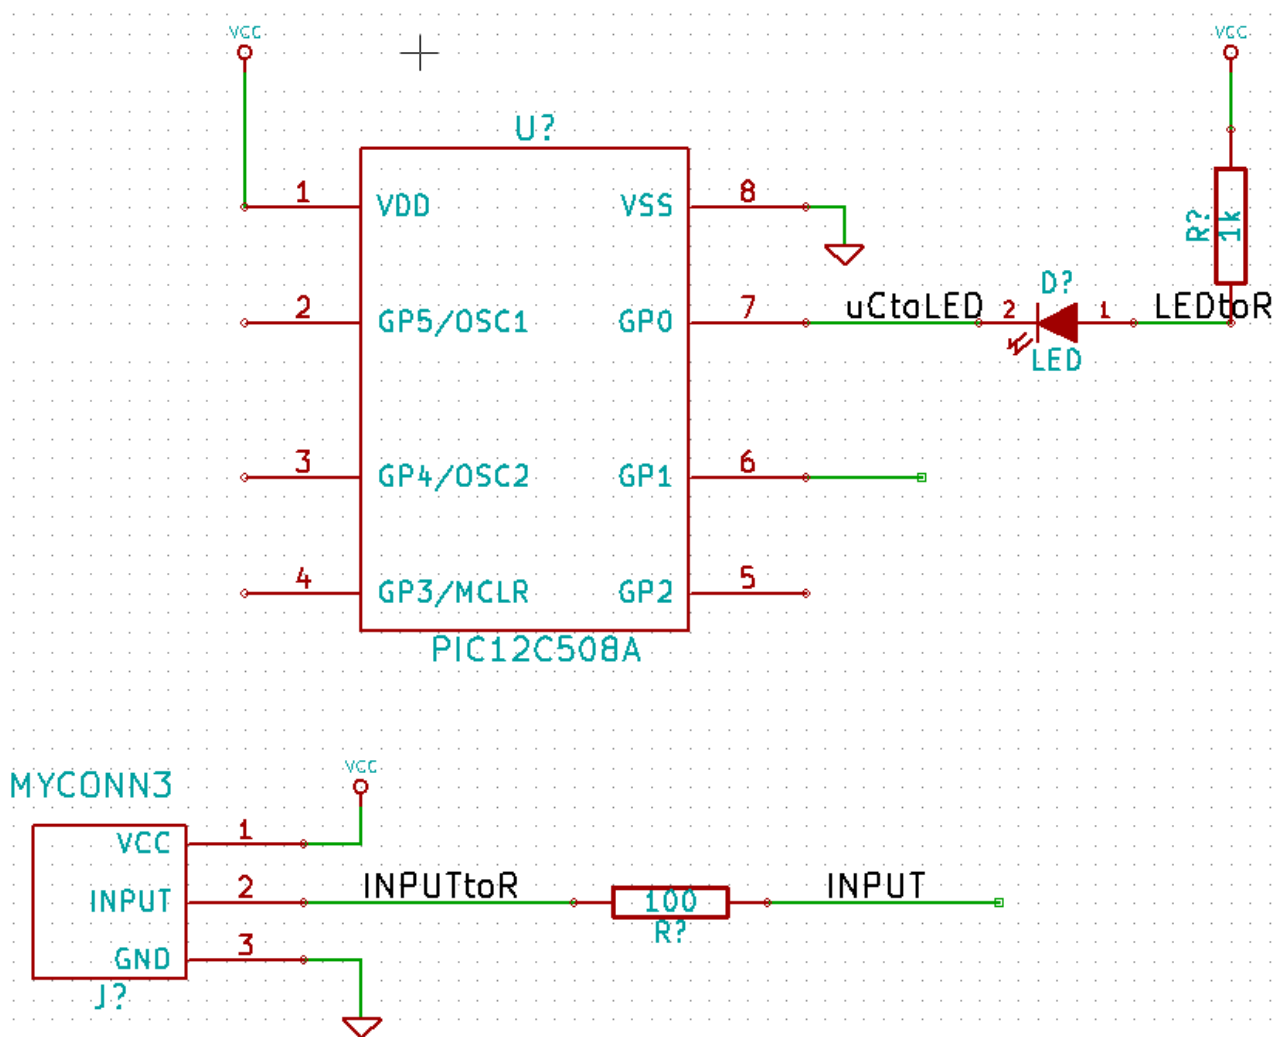 VCC
VCC
U?
1 VDD VSS 8
R? 1k
D?
2 GP5/OSC1 GP0 7 uCtoLED 2 1 LEDtoR
LED
3 GP4/OSC2 GP1 6
4 GP3/MCLR GP2 5
PIC12C508A
MYCONN3
VCC
VCC 1
INPUT 2 INPUTtoR 100 INPUT
R?
GND 3
J?